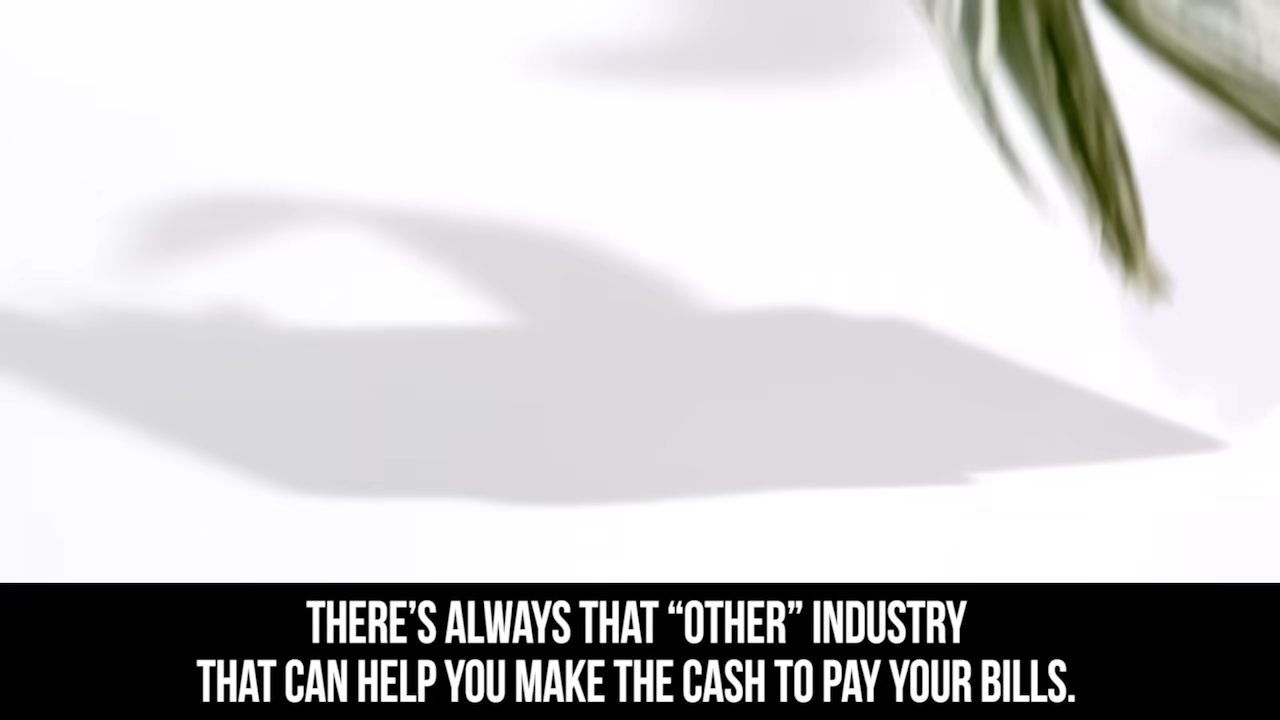 THERE'S ALWAYS THAT “OTHER” INDUSTRY
THAT CAN HELP YOU MAKE THE CASH TO PAY YOUR BILLS.